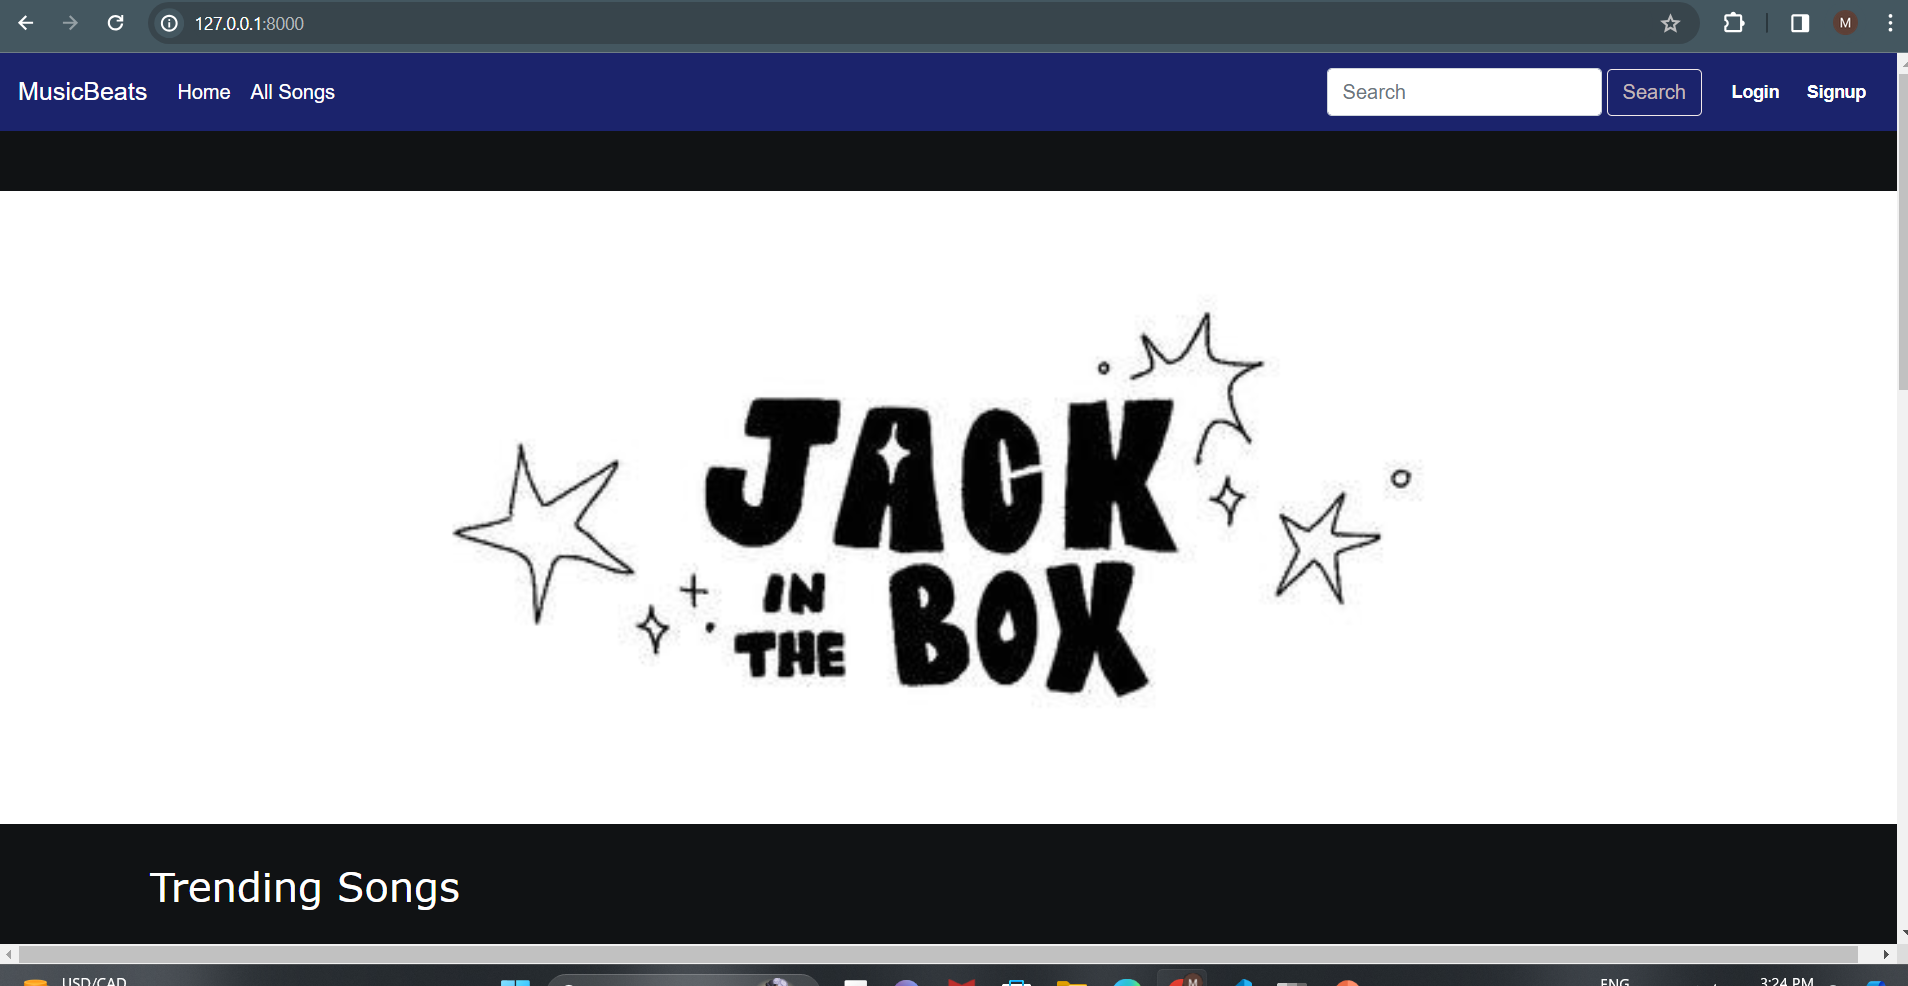 127.0.0.1:8000
M
MusicBeats Home All Songs Search Search Login Signup
JACK
IN THE BOX
Trending Songs
USD/CAD M ENG 3:24 PM